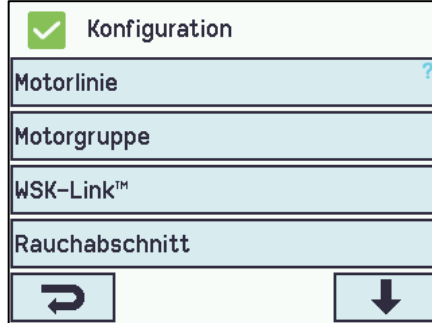 Konfiguration
Motorlinie
?
Motorgruppe
WSK-Link™
Rauchabschnitt